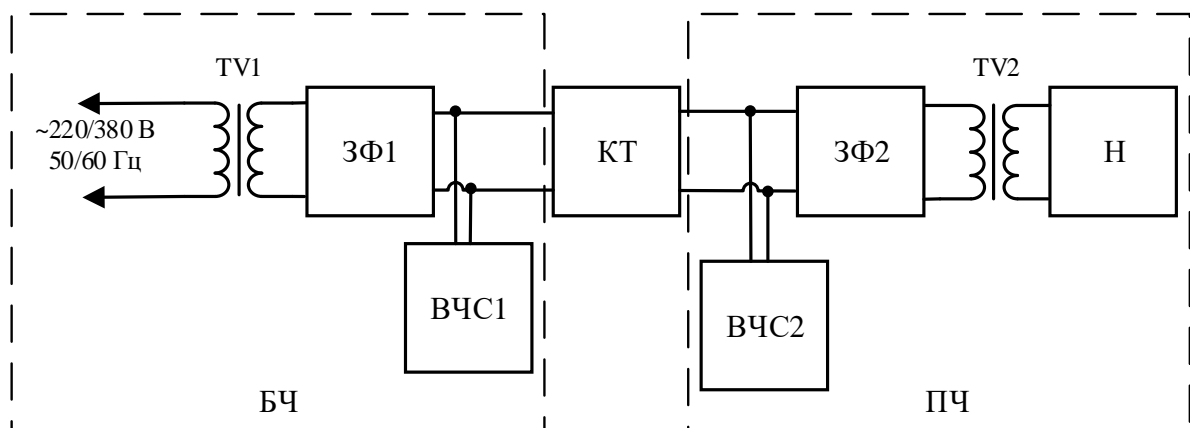 TV1
TV2
~220/380 В
50/60 Гц
ЗФ1
КТ
ЗФ2
Н
ВЧС1
ВЧС2
БЧ
ПЧ